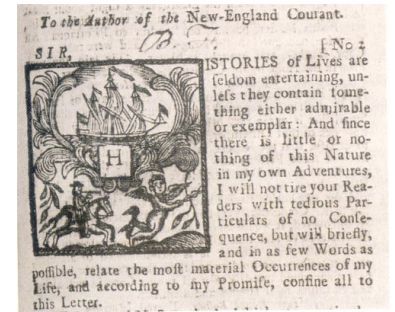 To the Author of the New-England Courant.
SIR,
[No 2
HISTORIES of Lives are
ſeldom entertaining, un-
leſs they contain ſome-
thing either admirable
or exemplar: And ſince
there is little or no-
thing of this Nature
in my own Adventures,
I will not tire your Rea-
ders with tedious Par-
ticulars of no Conſe-
quence, but will briefly,
and in as few Words as
poſſible, relate the moſt material Occurrences of my
Life, and according to my Promiſe, confine all to
this Letter.